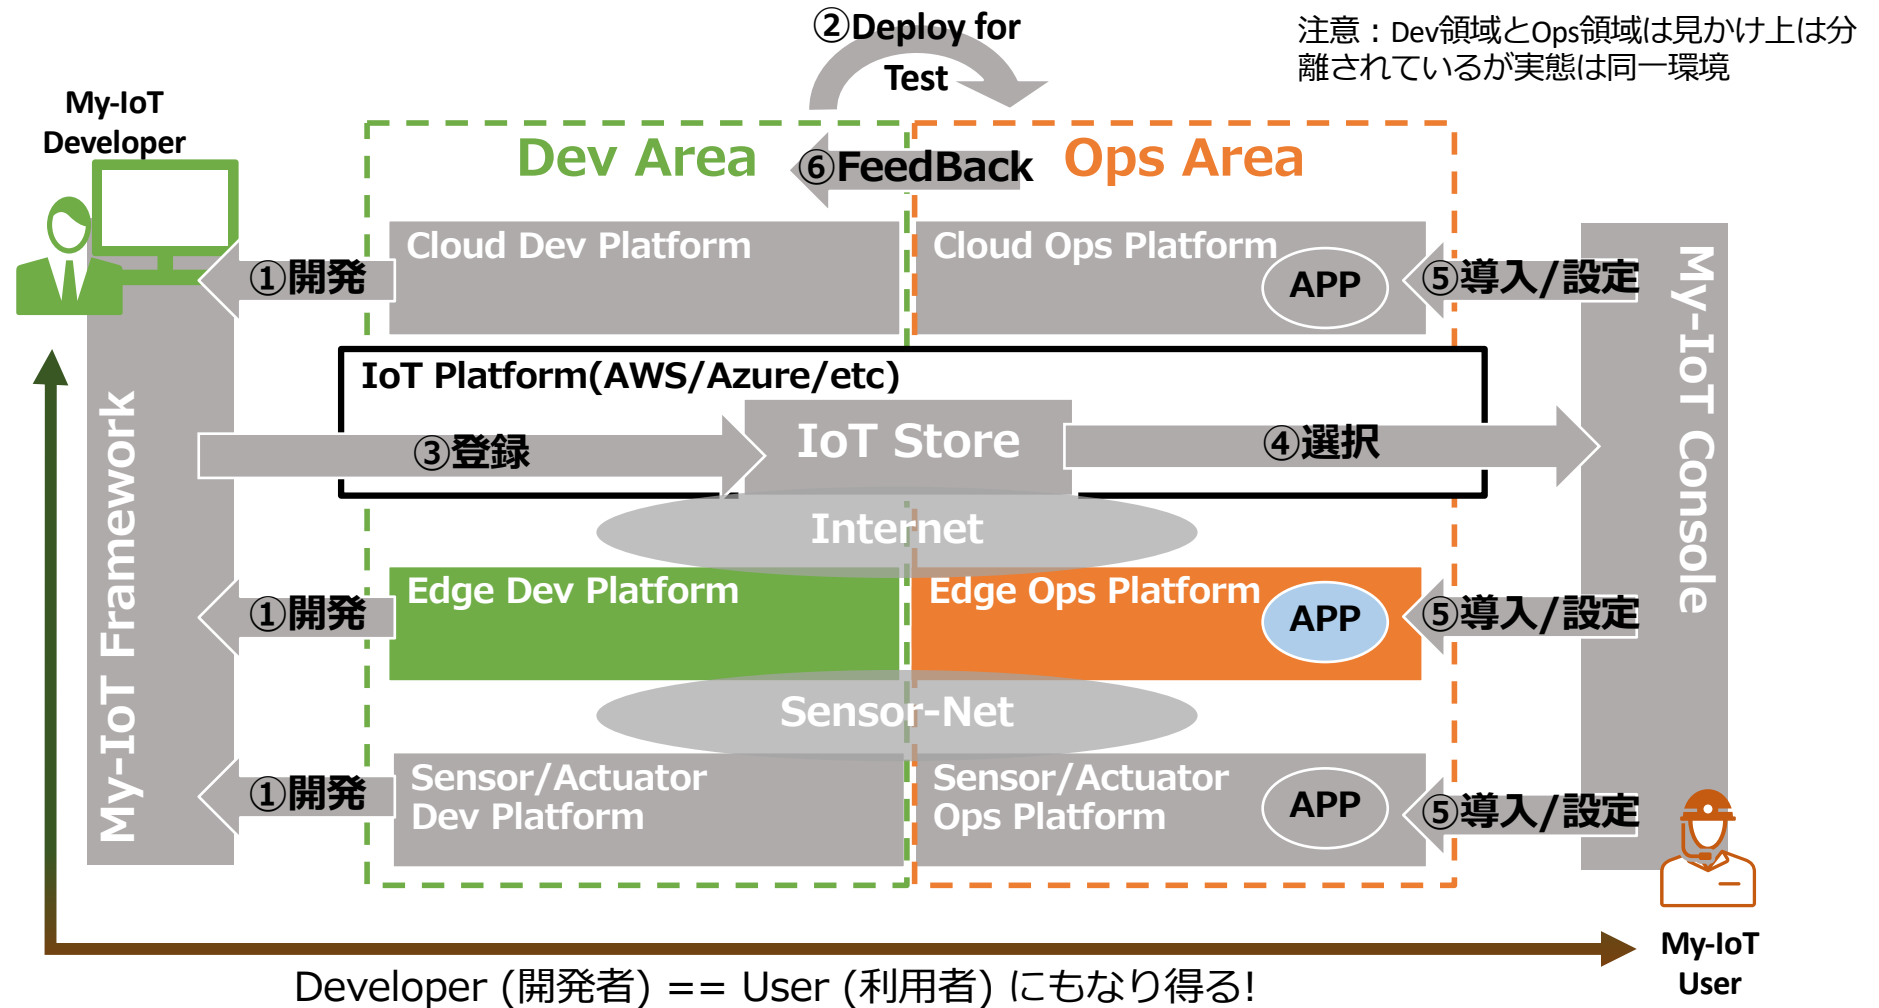 ②Deploy for
Test
注意：Dev領域とOps領域は見かけ上は分
離されているが実態は同一環境
My-IoT
Developer
Dev Area
⑥FeedBack
Ops Area
Cloud Dev Platform
Cloud Ops Platform
APP
①開発
⑤導入/設定
IoT Platform(AWS/Azure/etc)
③登録
IoT Store
④選択
My-IoT Framework
My-IoT Console
Internet
Edge Dev Platform
Edge Ops Platform
APP
①開発
⑤導入/設定
Sensor-Net
Sensor/Actuator
Dev Platform
Sensor/Actuator
Ops Platform
APP
①開発
⑤導入/設定
My-IoT
User
Developer (開発者) == User (利用者) にもなり得る!